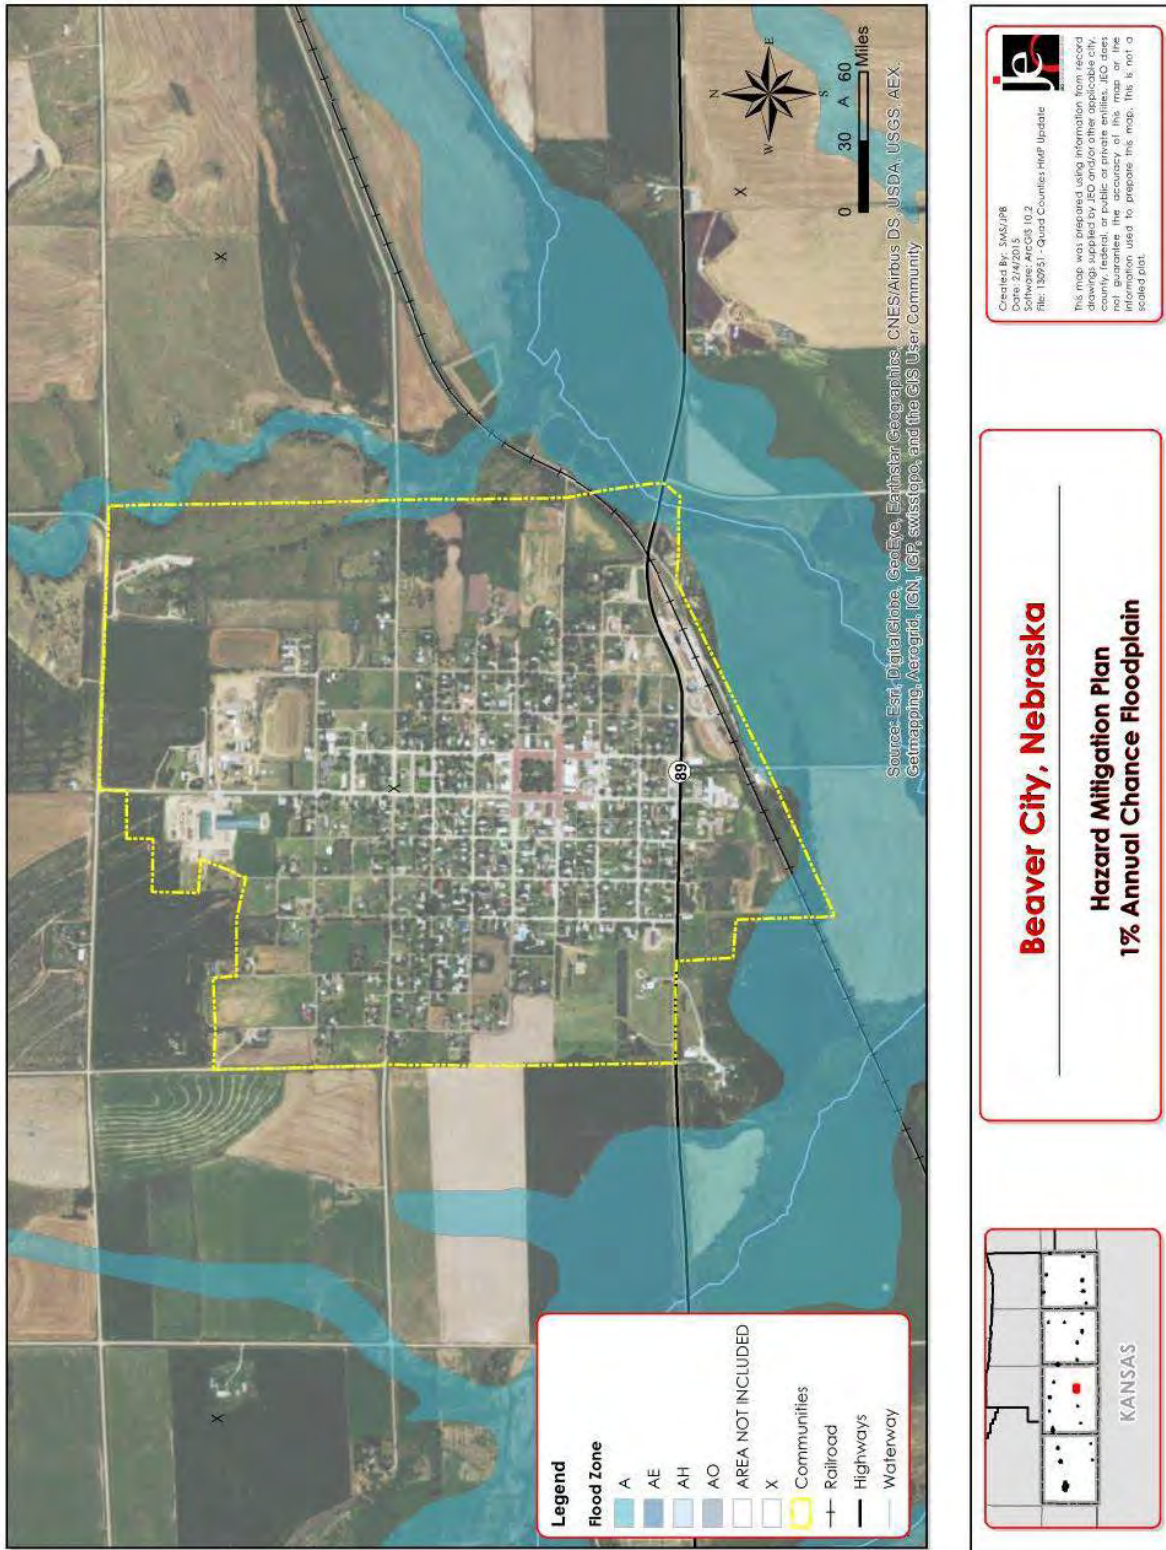 N
E
S
W
0
30
A
60
Miles
X
X
X
X
89
Source: Esri, DigitalGlobe, GeoEye, Earthstar Geographics, CNES/Airbus DS, USDA, USGS, AEX,
Getmapping, Aerogrid, IGN, IGP, swisstopo, and the GIS User Community
Legend
Flood Zone
A
AE
AH
AO
AREA NOT INCLUDED
X
Communities
Railroad
Highways
Waterway
KANSAS
Beaver City, Nebraska
Hazard Mitigation Plan
1% Annual Chance Floodplain
Created By: SMS/JPB
Date: 2/4/2015
Software: ArcGIS 10.2
File: 130951 - Quad Counties HMP Update
This map was prepared using information from record
drawings supplied by JEO and/or other applicable city,
county, federal, or public or private entities. JEO does
not guarantee the accuracy of this map or the
information used to prepare this map. This is not a
scaled plat.